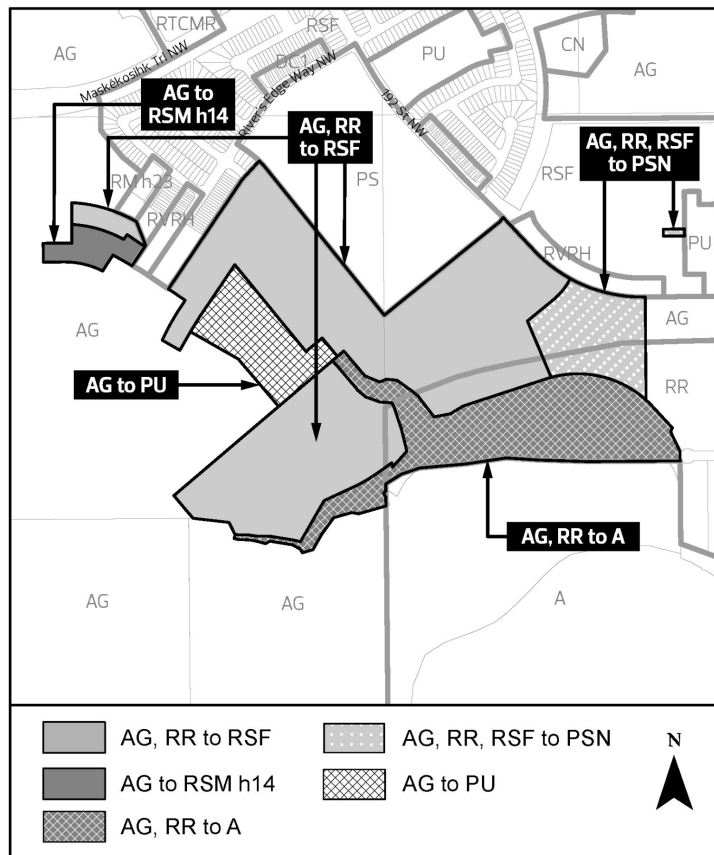 RTCMR
AG
Maskêkosihk Trl NW
RSF
DC1
River's Edge Way NW
PU
CN
AG
192 St NW
AG to
RSM h14
AG, RR
to RSF
AG, RR, RSF
to PSN
RM h23
PS
RSF
RVRH
RVRH
PU
AG
AG
AG to PU
RR
AG, RR to A
AG
AG
A
AG, RR to RSF
AG, RR, RSF to PSN
N
AG to RSM h14
AG to PU
AG, RR to A